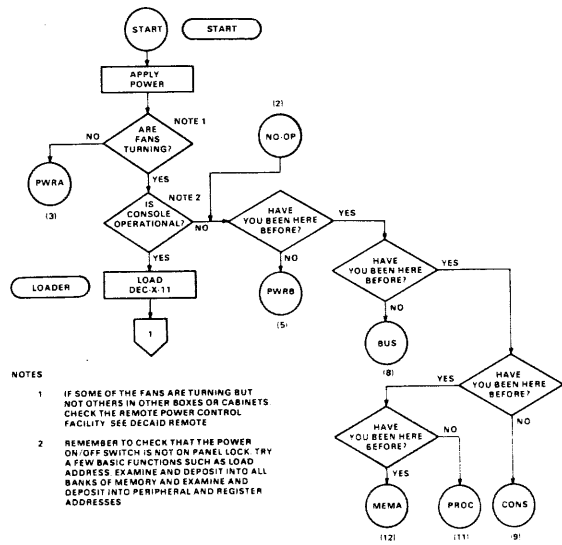 START
START
APPLY
POWER
NOTE 1
ARE
FANS
TURNING?
NO
YES
PWRA
(3)
(2)
NO-OP
NOTE 2
IS
CONSOLE
OPERATIONAL?
NO
YES
HAVE
YOU BEEN HERE
BEFORE?
YES
NO
PWRB
(5)
HAVE
YOU BEEN HERE
BEFORE?
YES
NO
BUS
(8)
LOADER
LOAD
DEC-X-11
1
HAVE
YOU BEEN HERE
BEFORE?
YES
NO
HAVE
YOU BEEN HERE
BEFORE?
NO
YES
MEMA
(12)
PROC
(11)
CONS
(9)
NOTES
1 IF SOME OF THE FANS ARE TURNING BUT
NOT OTHERS IN OTHER BOXES OR CABINETS
CHECK THE REMOTE POWER CONTROL
FACILITY SEE DECAID REMOTE
2 REMEMBER TO CHECK THAT THE POWER
ON/OFF SWITCH IS NOT ON PANEL LOCK. TRY
A FEW BASIC FUNCTIONS SUCH AS LOAD
ADDRESS EXAMINE AND DEPOSIT INTO ALL
BANKS OF MEMORY AND EXAMINE AND
DEPOSIT INTO PERIPHERAL AND REGISTER
ADDRESSES